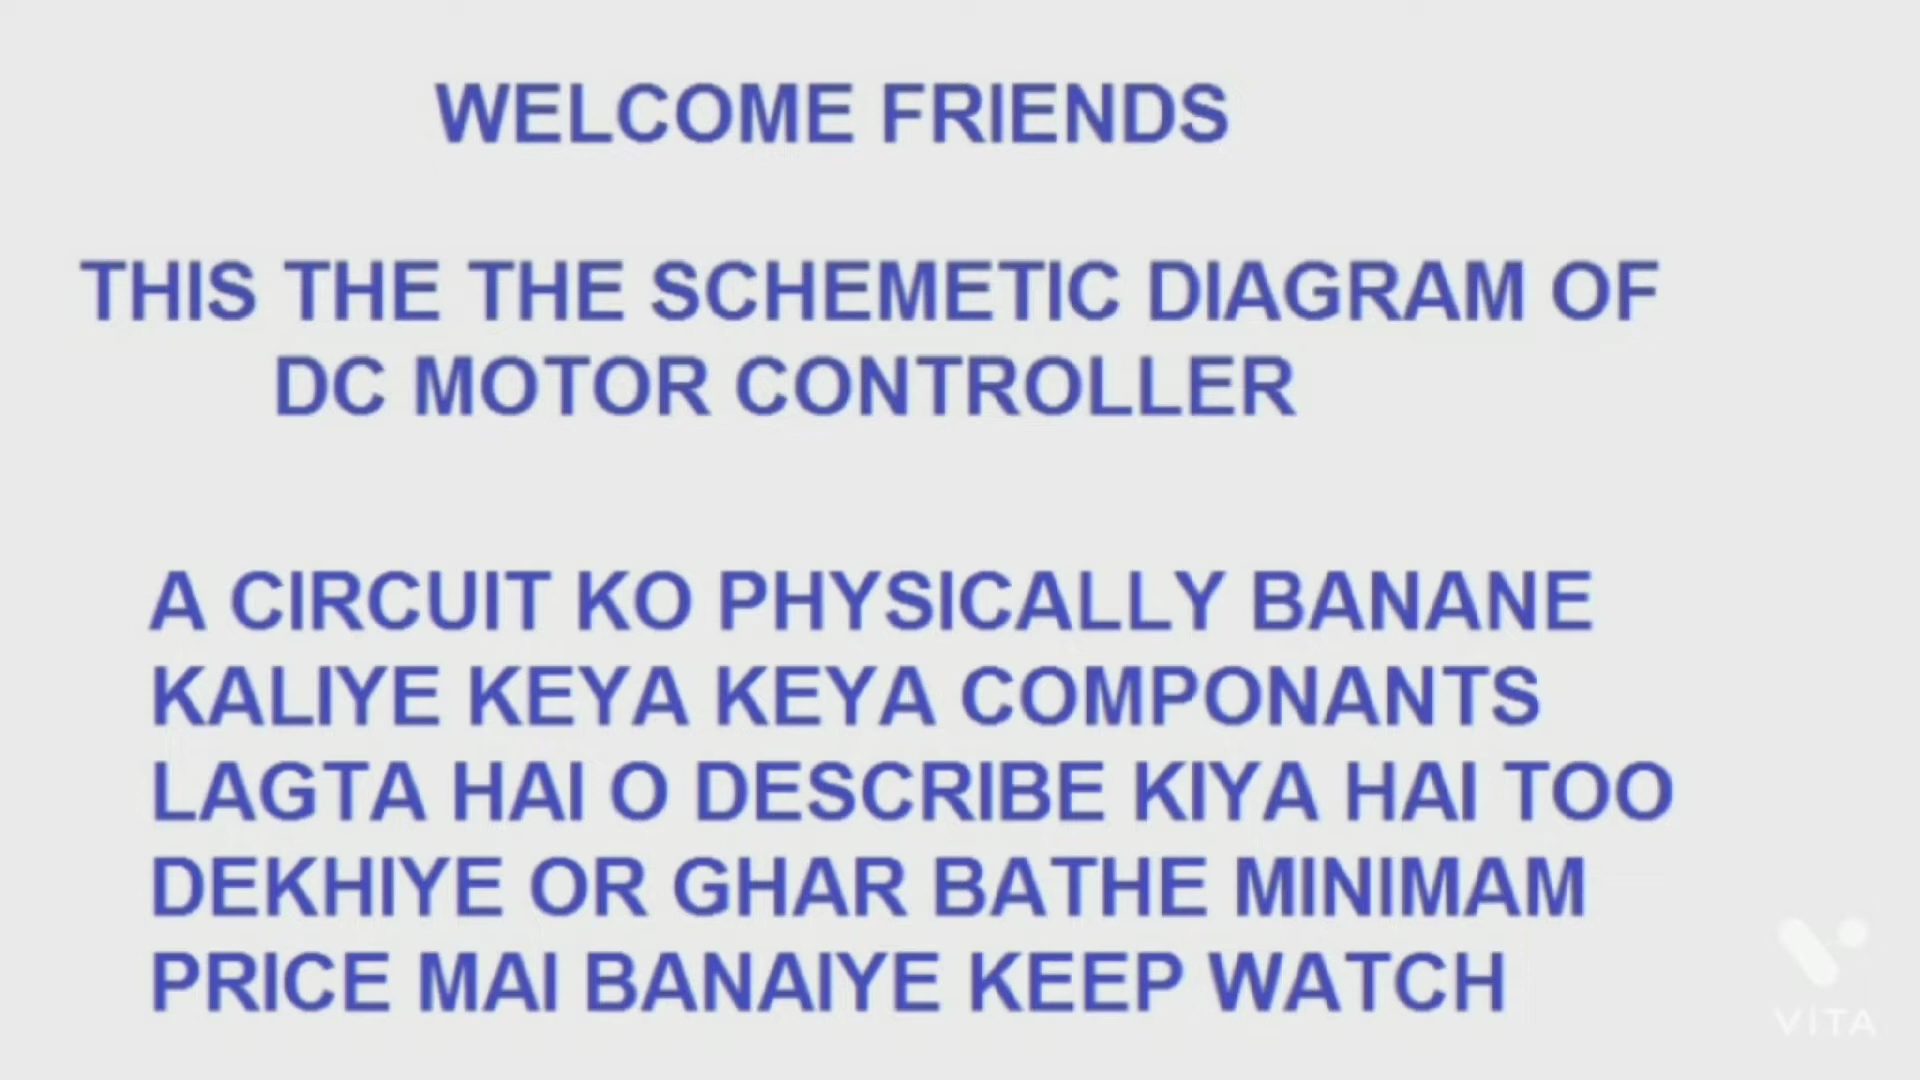 WELCOME FRIENDS
THIS THE THE SCHEMETIC DIAGRAM OF
DC MOTOR CONTROLLER
A CIRCUIT KO PHYSICALLY BANANE
KALIYE KEYA KEYA COMPONANTS
LAGTA HAI O DESCRIBE KIYA HAI TOO
DEKHIYE OR GHAR BATHE MINIMAM
PRICE MAI BANAIYE KEEP WATCH
VITA